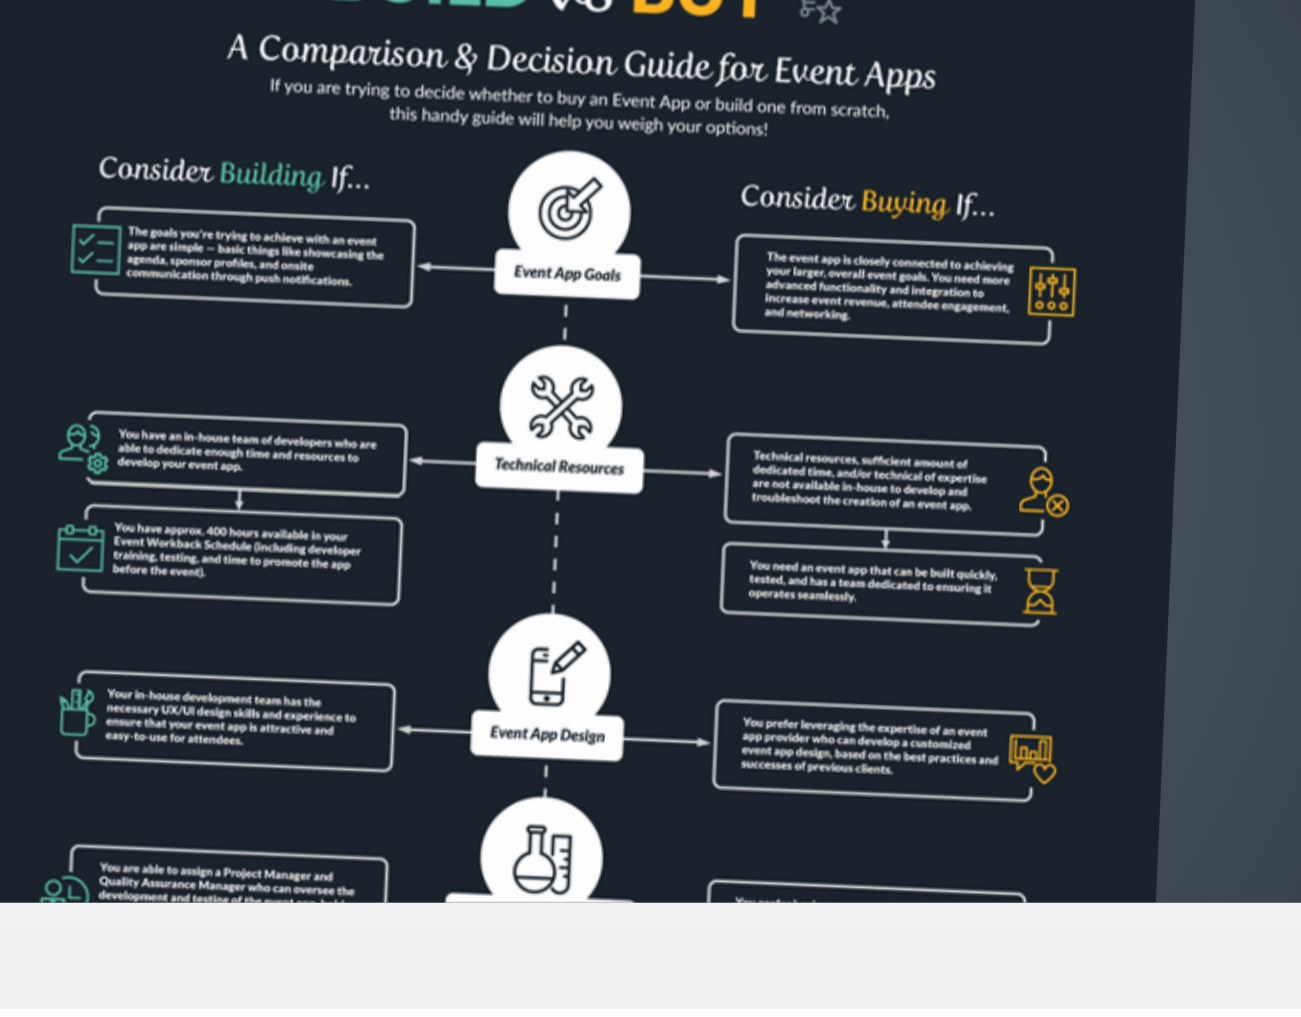 BUILD vs BUY
A Comparison & Decision Guide for Event Apps
If you are trying to decide whether to buy an Event App or build one from scratch,
this handy guide will help you weigh your options!
Consider Building If...
Consider Buying If...
Event App Goals
The goals you're trying to achieve with an event
app are simple — basic things like showcasing the
agenda, sponsor profiles, and onsite
communication through push notifications.
The event app is closely connected to achieving
your larger, overall event goals. You need more
advanced functionality and integration to
increase event revenue, attendee engagement,
and networking.
Technical Resources
You have an in-house team of developers who are
able to dedicate enough time and resources to
develop your event app.
You have approx. 400 hours available in your
Event Workback Schedule (including developer
training, testing, and time to promote the app
before the event).
Technical resources, sufficient amount of
dedicated time, and/or technical of expertise
are not available in-house to develop and
troubleshoot the creation of an event app.
You need an event app that can be built quickly,
tested, and has a team dedicated to ensuring it
operates seamlessly.
Event App Design
Your in-house development team has the
necessary UX/UI design skills and experience to
ensure that your event app is attractive and
easy-to-use for attendees.
You prefer leveraging the expertise of an event
app provider who can develop a customized
event app design, based on the best practices and
successes of previous clients.
You are able to assign a Project Manager and
Quality Assurance Manager who can oversee the
development and testing of the event app
You prefer